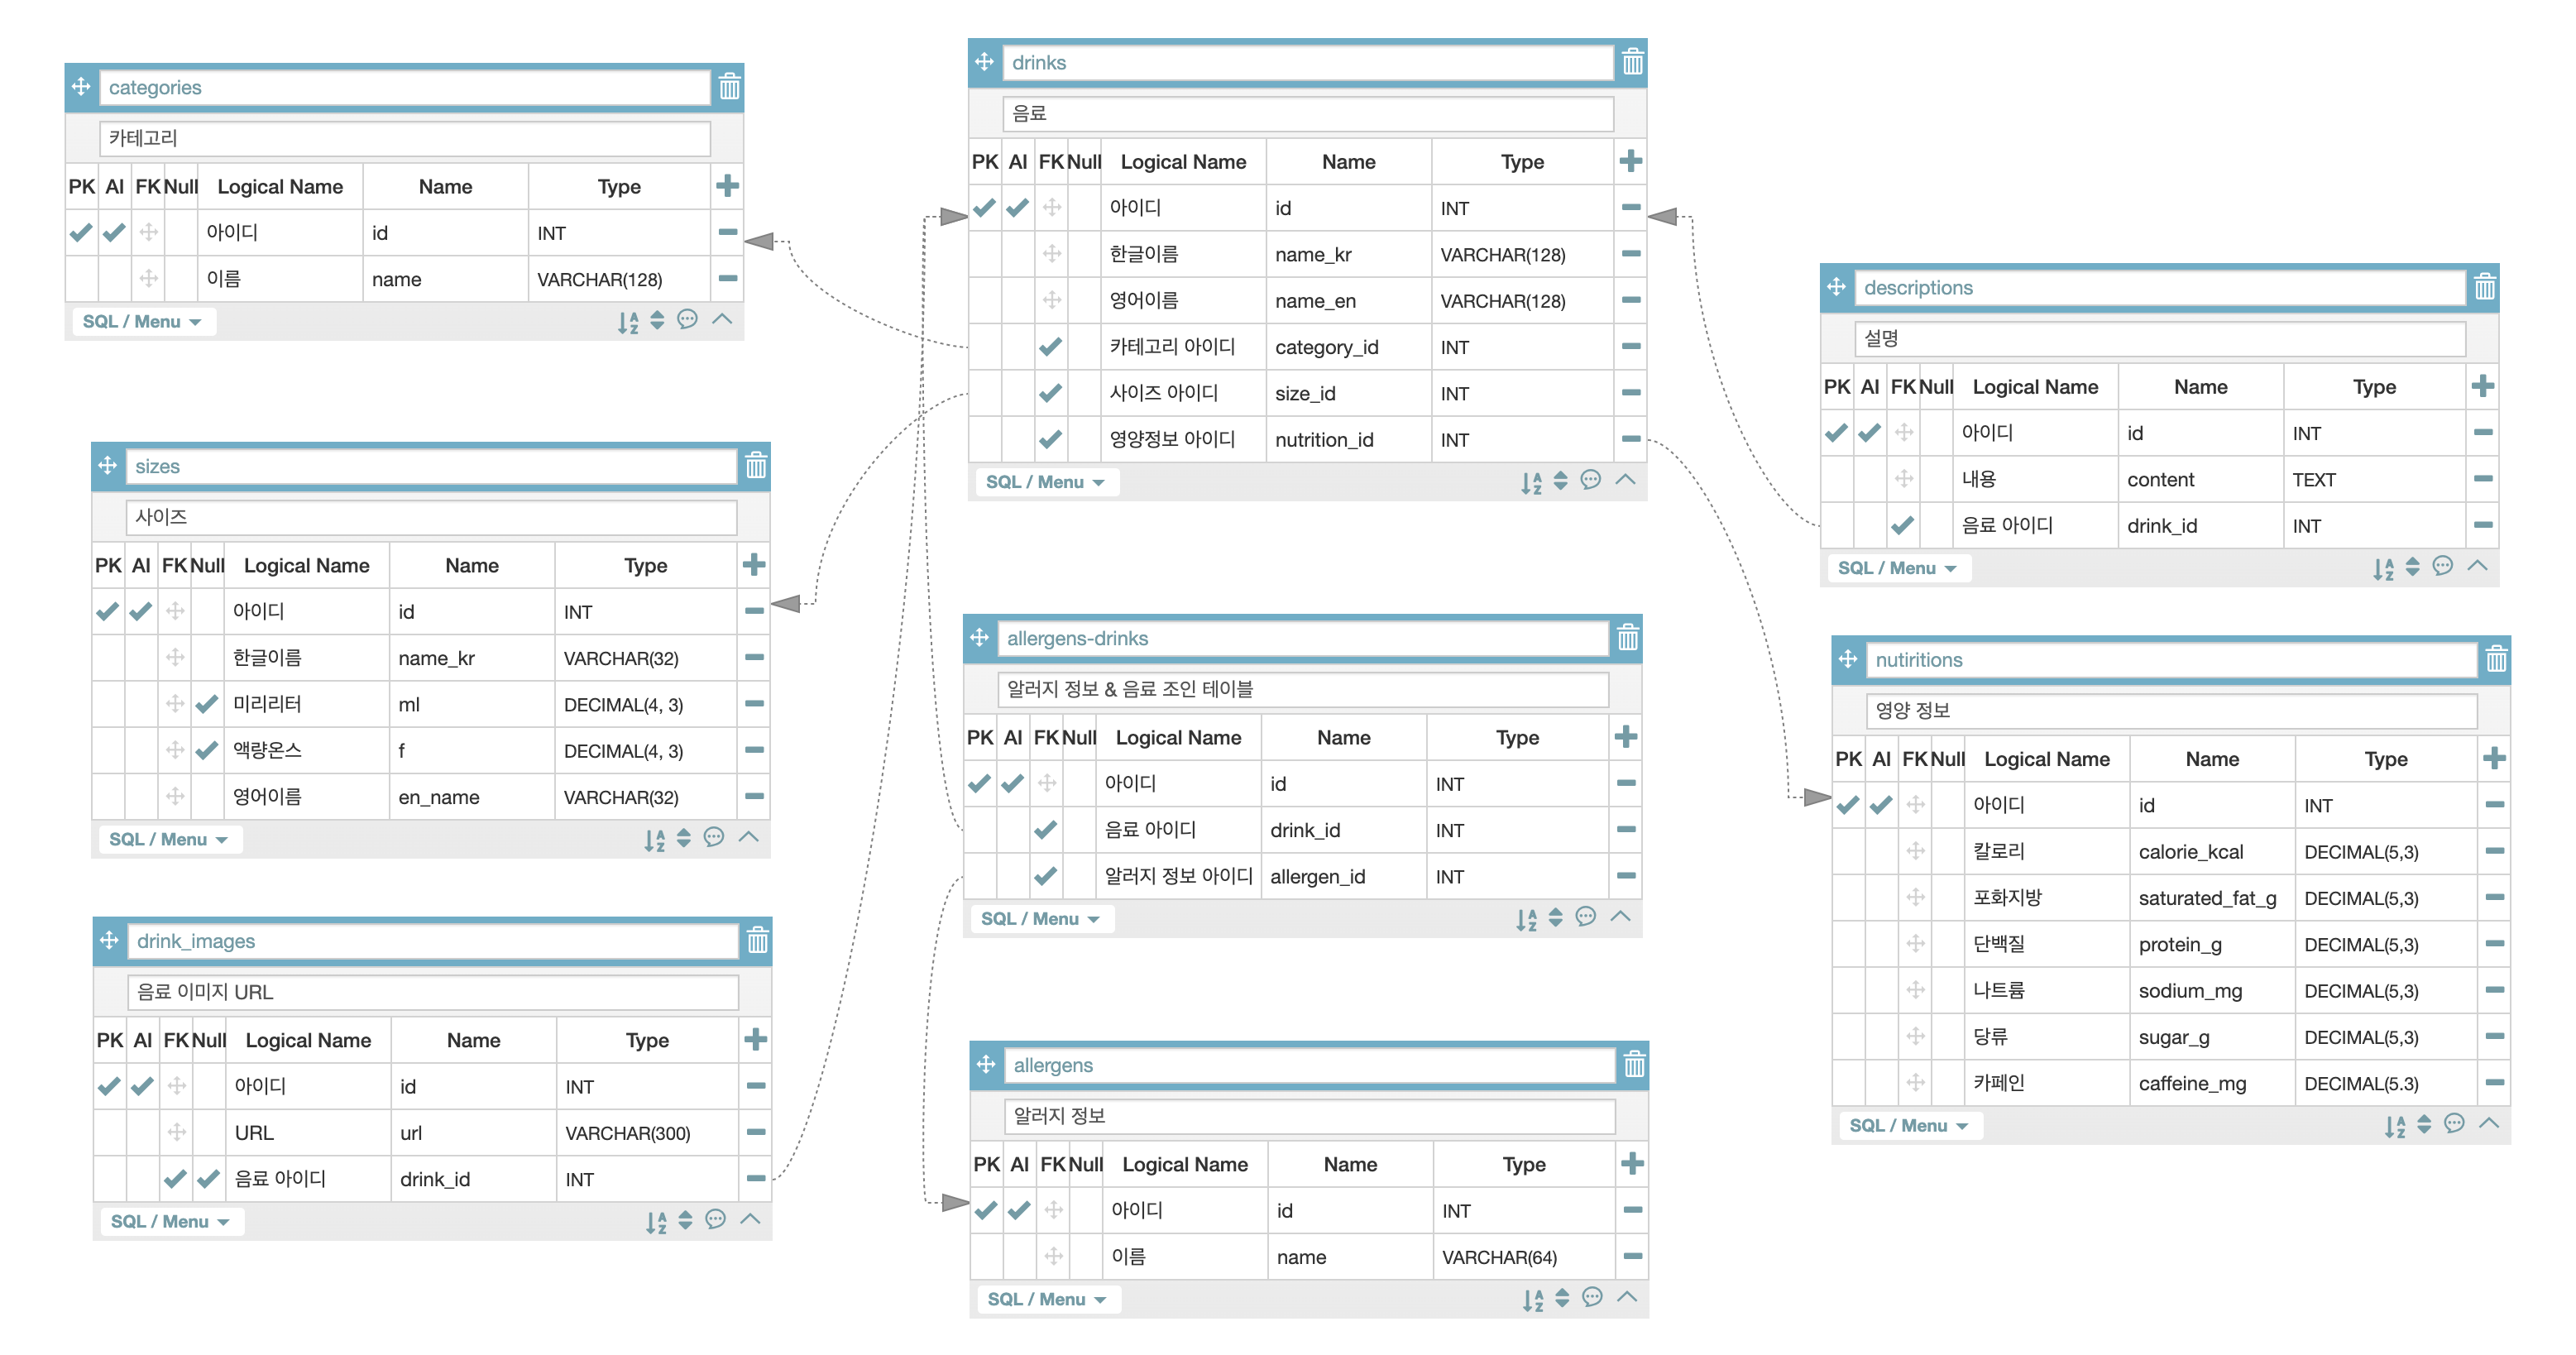 categories
카테고리
PK AI FK Null Logical Name Name Type
아이디 id INT
이름 name VARCHAR(128)
SQL / Menu
sizes
사이즈
PK AI FK Null Logical Name Name Type
아이디 id INT
한글이름 name_kr VARCHAR(32)
미리리터 ml DECIMAL(4, 3)
액량온스 f DECIMAL(4, 3)
영어이름 en_name VARCHAR(32)
SQL / Menu
drink_images
음료 이미지 URL
PK AI FK Null Logical Name Name Type
아이디 id INT
URL url VARCHAR(300)
음료 아이디 drink_id INT
SQL / Menu
drinks
음료
PK AI FK Null Logical Name Name Type
아이디 id INT
한글이름 name_kr VARCHAR(128)
영어이름 name_en VARCHAR(128)
카테고리 아이디 category_id INT
사이즈 아이디 size_id INT
영양정보 아이디 nutrition_id INT
SQL / Menu
allergens-drinks
알러지 정보 & 음료 조인 테이블
PK AI FK Null Logical Name Name Type
아이디 id INT
음료 아이디 drink_id INT
알러지 정보 아이디 allergen_id INT
SQL / Menu
allergens
알러지 정보
PK AI FK Null Logical Name Name Type
아이디 id INT
이름 name VARCHAR(64)
SQL / Menu
descriptions
설명
PK AI FK Null Logical Name Name Type
아이디 id INT
내용 content TEXT
음료 아이디 drink_id INT
SQL / Menu
nutiritions
영양 정보
PK AI FK Null Logical Name Name Type
아이디 id INT
칼로리 calorie_kcal DECIMAL(5,3)
포화지방 saturated_fat_g DECIMAL(5,3)
단백질 protein_g DECIMAL(5,3)
나트륨 sodium_mg DECIMAL(5,3)
당류 sugar_g DECIMAL(5,3)
카페인 caffeine_mg DECIMAL(5.3)
SQL / Menu